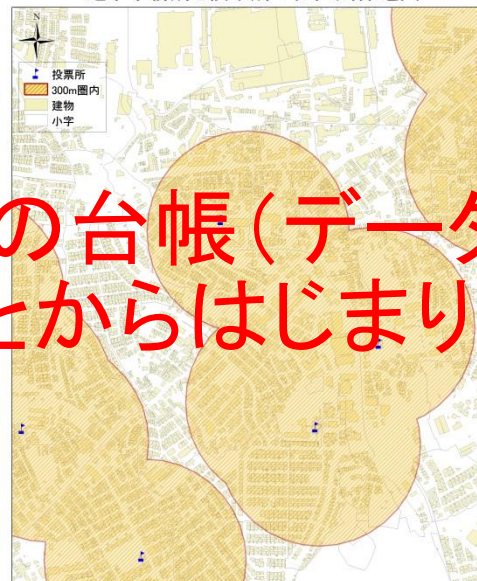 N
投票所
300m圏内
建物
小字
の台帳(データ
とからはじまり